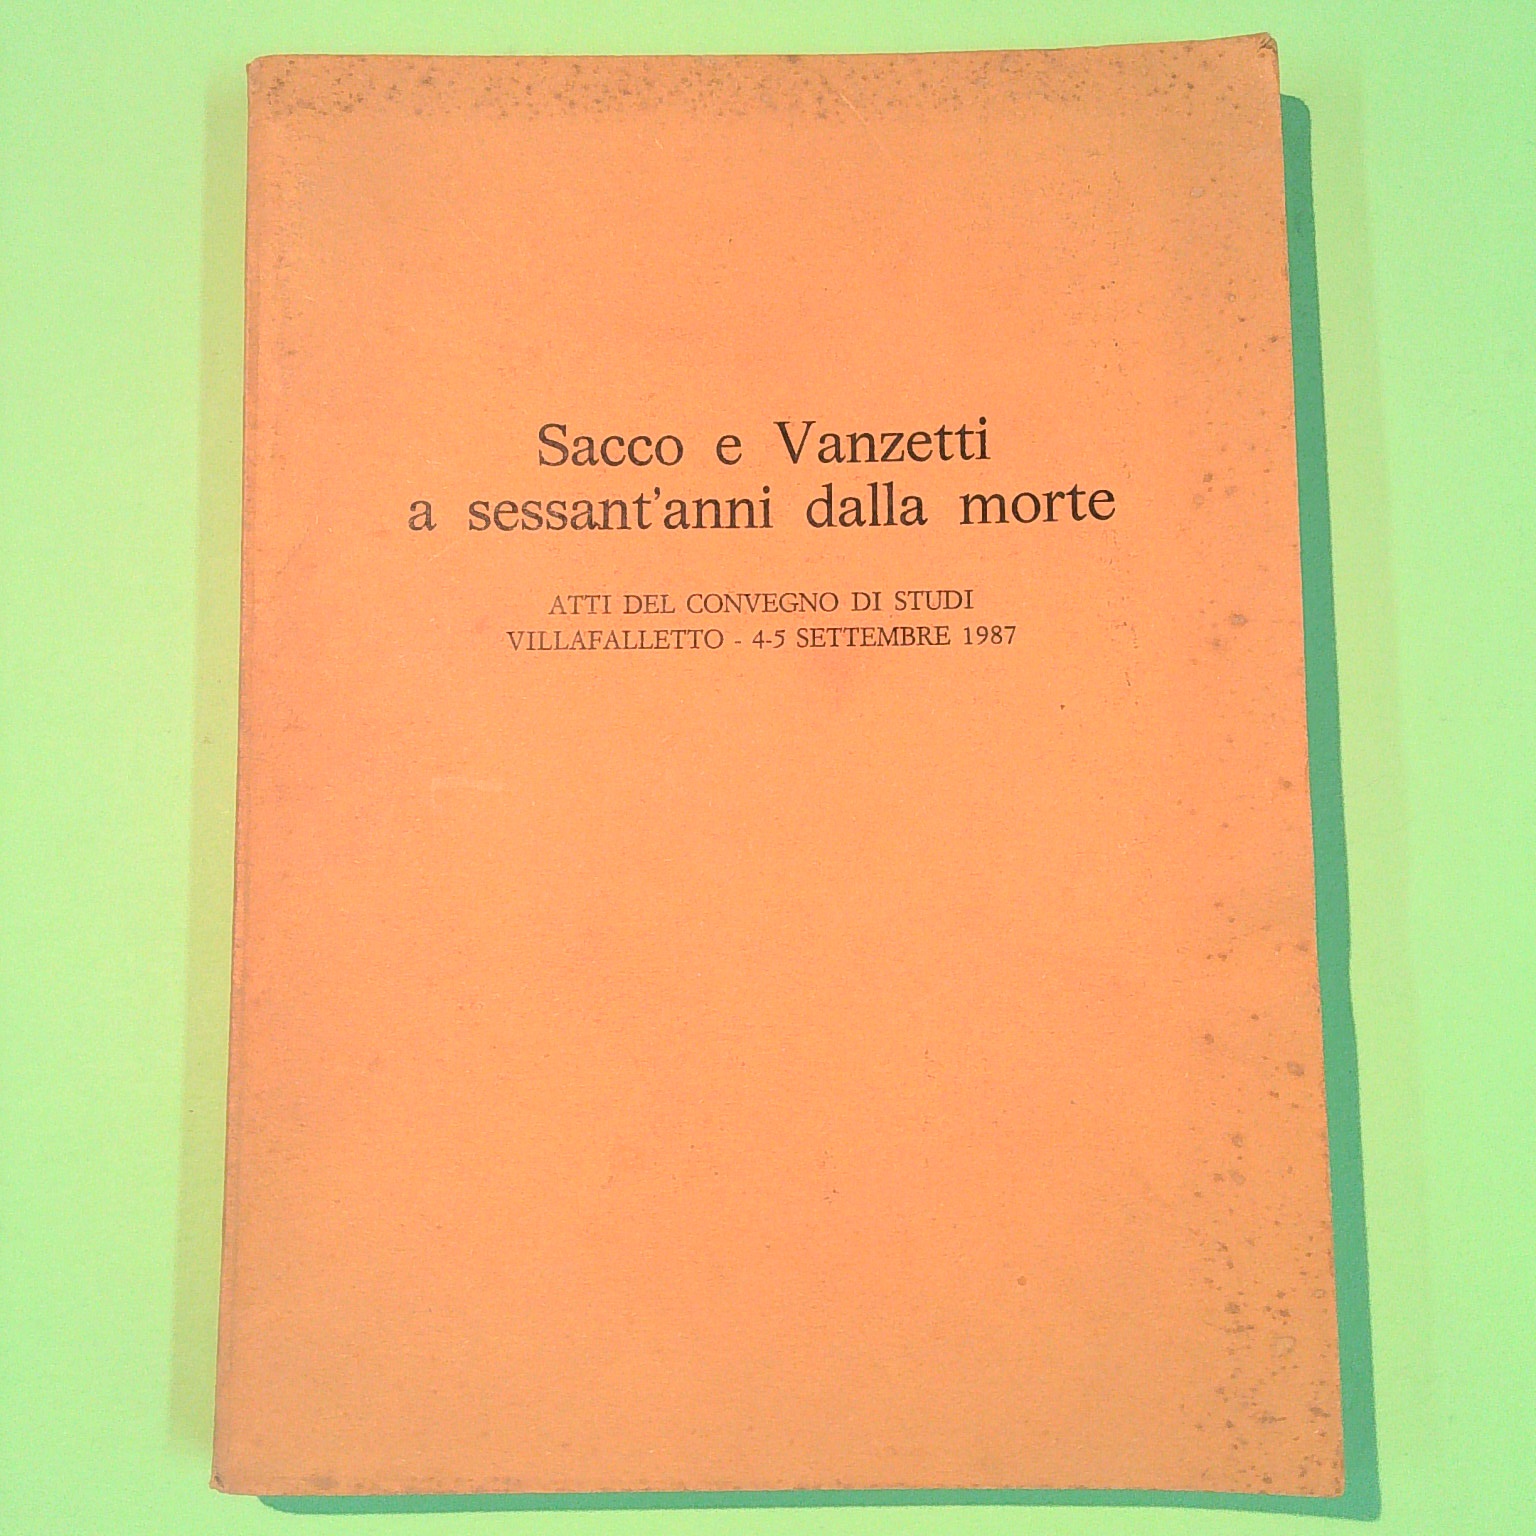 Sacco e Vanzetti
a sessant'anni dalla morte
ATTI DEL CONVEGNO DI STUDI
VILLAFALLETTO - 4-5 SETTEMBRE 1987